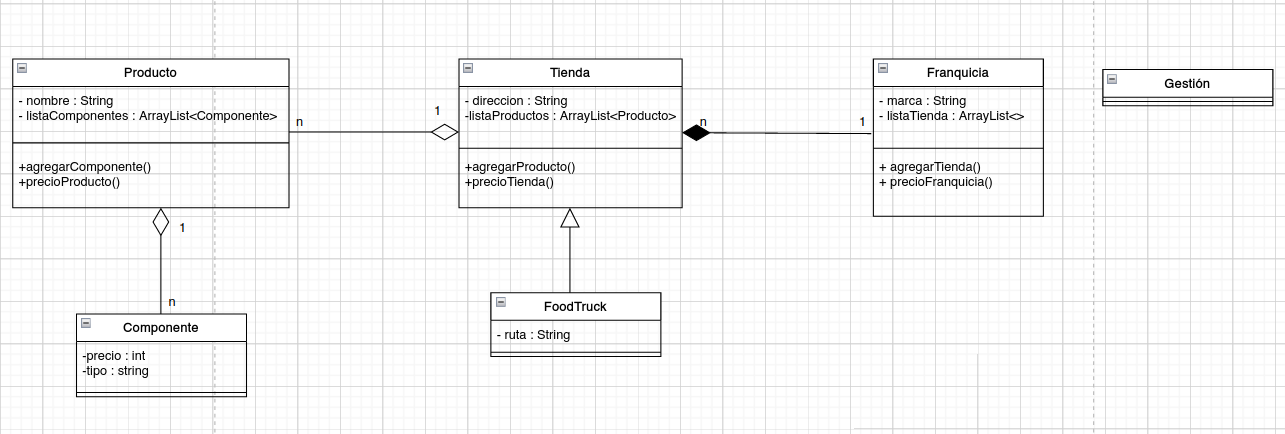 Producto
- nombre : String
- listaComponentes : ArrayList<Componente>
+agregarComponente()
+precioProducto()
n
1
Tienda
- direccion : String
-listaProductos : ArrayList<Producto>
+agregarProducto()
+precioTienda()
n
1
Franquicia
- marca : String
- listaTienda : ArrayList<>
+ agregarTienda()
+ precioFranquicia()
Gestión
1
n
Componente
-precio : int
-tipo : string
FoodTruck
- ruta : String